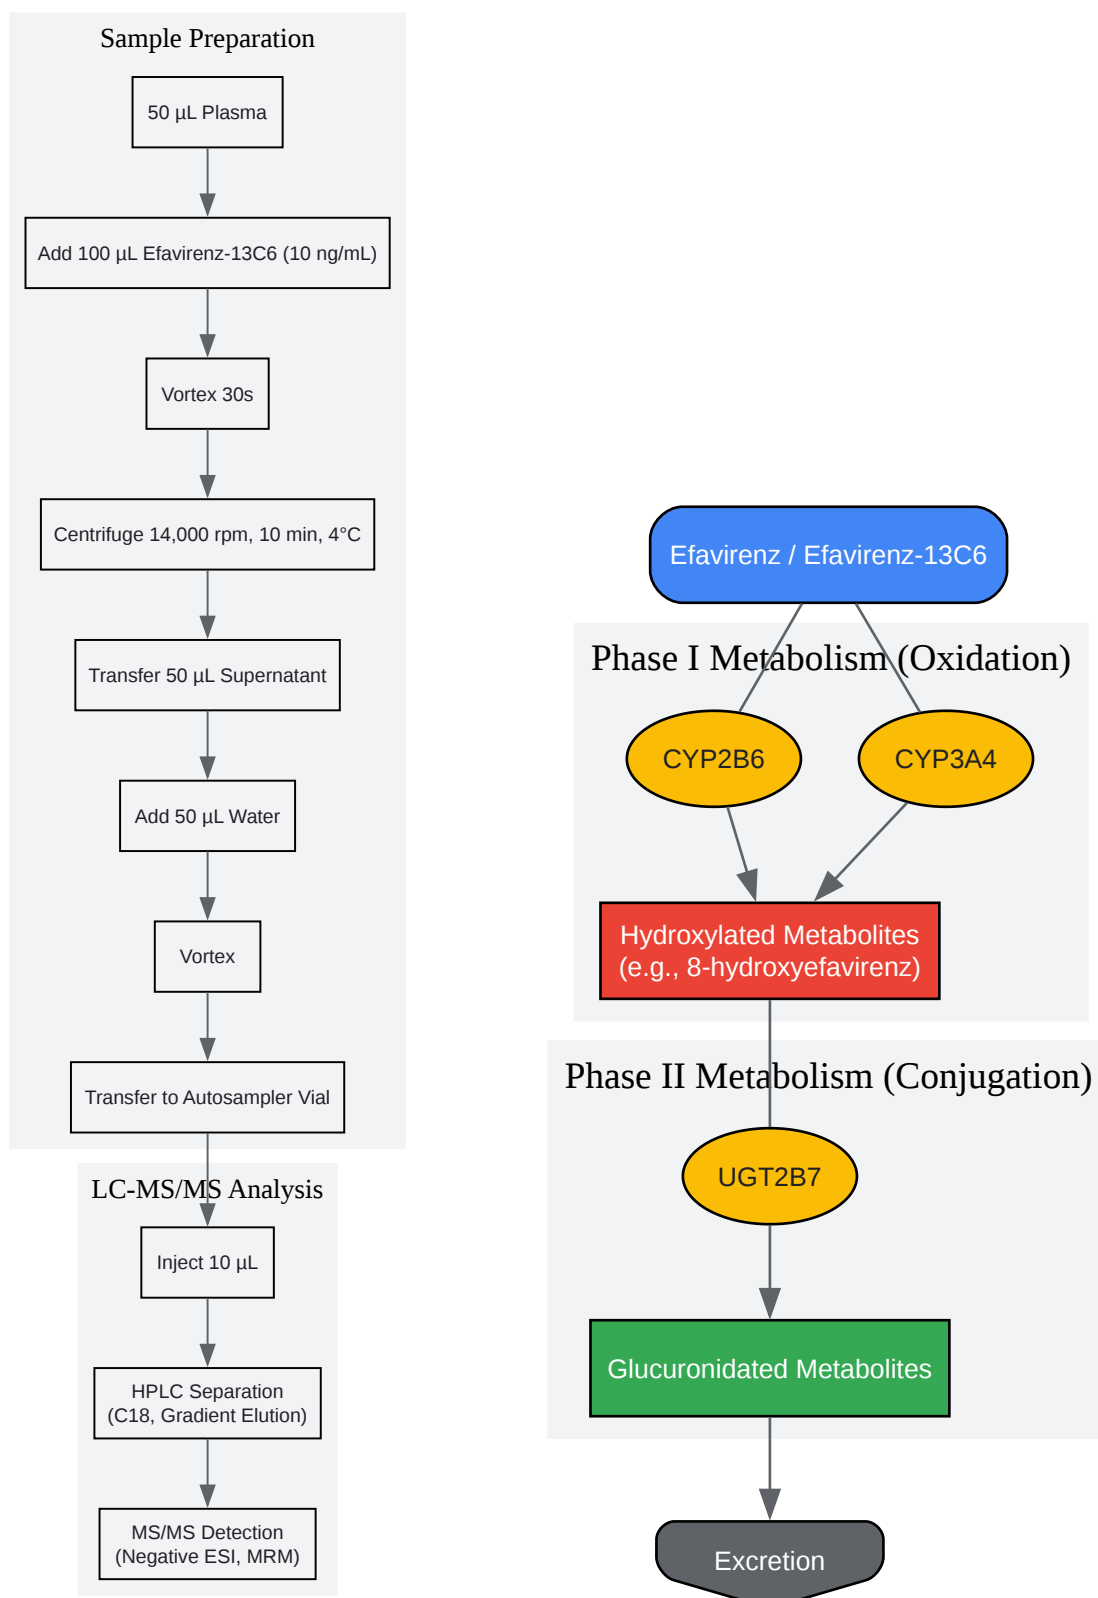 Sample Preparation
50 µL Plasma
Add 100 µL Efavirenz-13C6 (10 ng/mL)
Vortex 30s
Centrifuge 14,000 rpm, 10 min, 4°C
Transfer 50 µL Supernatant
Add 50 µL Water
Vortex
Transfer to Autosampler Vial
LC-MS/MS Analysis
Inject 10 µL
HPLC Separation
(C18, Gradient Elution)
MS/MS Detection
(Negative ESI, MRM)
Efavirenz / Efavirenz-13C6
Phase I Metabolism (Oxidation)
CYP2B6
CYP3A4
Hydroxylated Metabolites
(e.g., 8-hydroxyefavirenz)
Phase II Metabolism (Conjugation)
UGT2B7
Glucuronidated Metabolites
Excretion